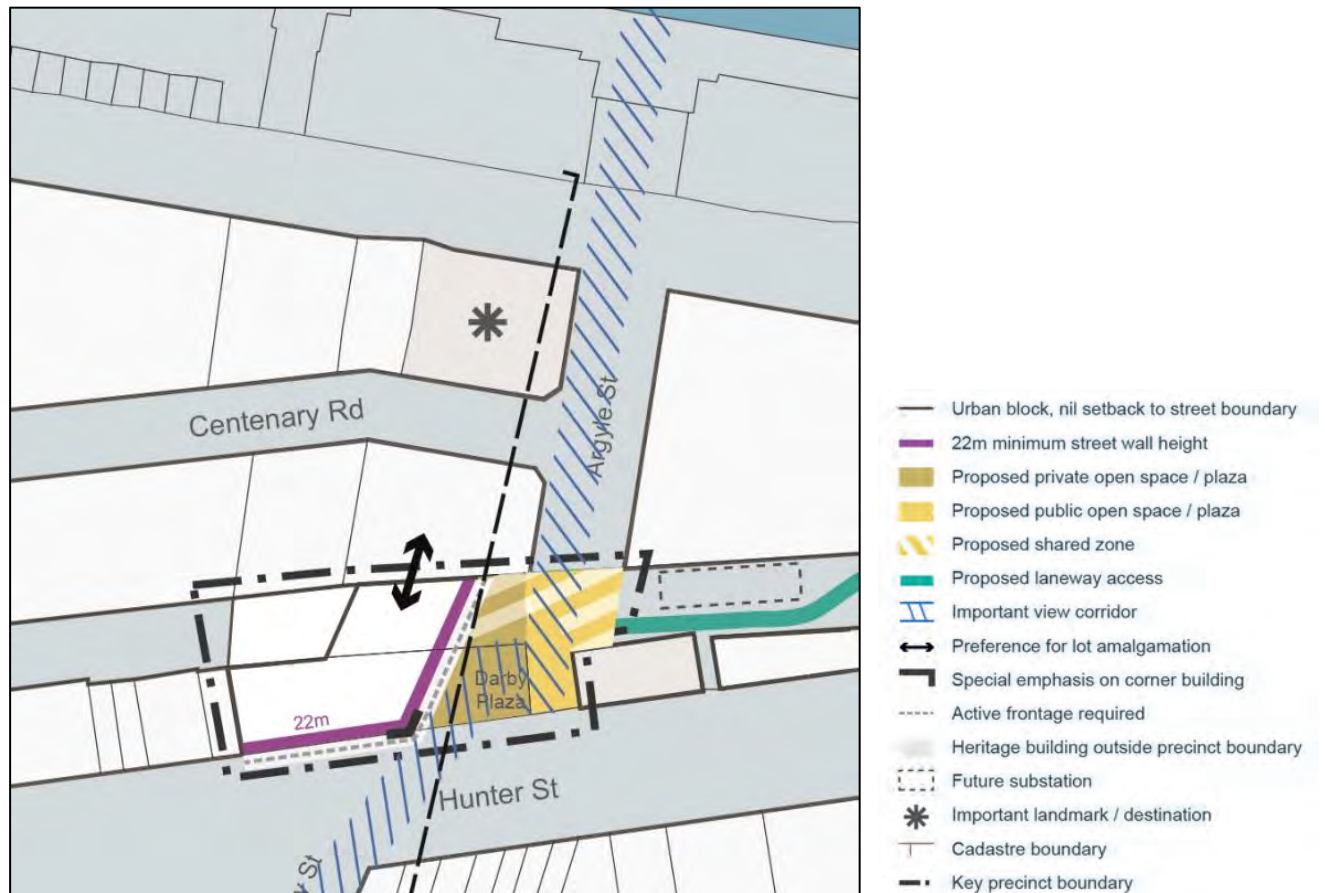 Centenary Rd
Argyle St
Darby
Plaza
22m
Hunter St
St
Urban block, nil setback to street boundary
22m minimum street wall height
Proposed private open space / plaza
Proposed public open space / plaza
Proposed shared zone
Proposed laneway access
Important view corridor
Preference for lot amalgamation
Special emphasis on corner building
Active frontage required
Heritage building outside precinct boundary
Future substation
Important landmark / destination
Cadastre boundary
Key precinct boundary